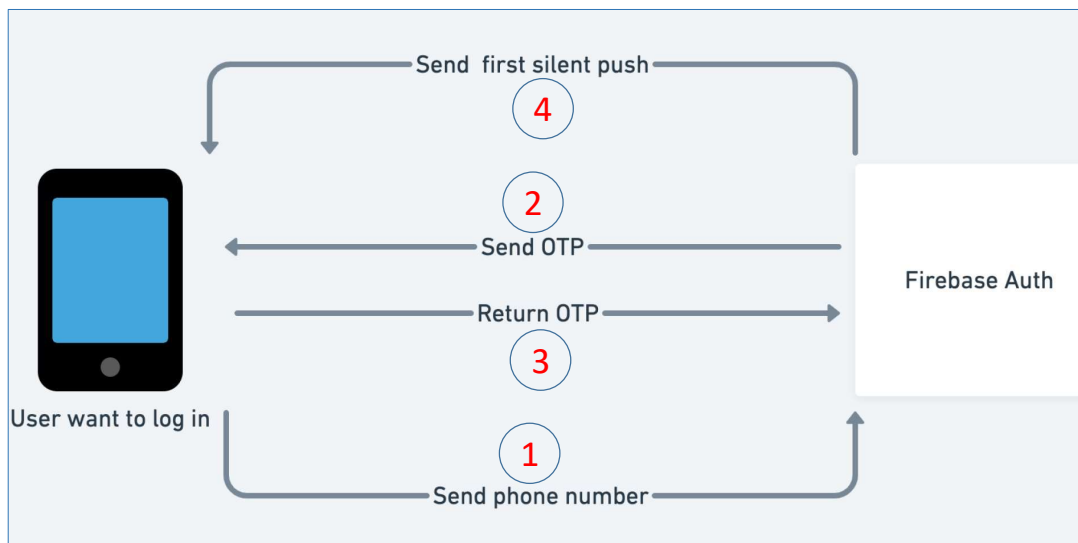 Send first silent push
4
2
Send OTP
Firebase Auth
Return OTP
3
User want to log in
1
Send phone number